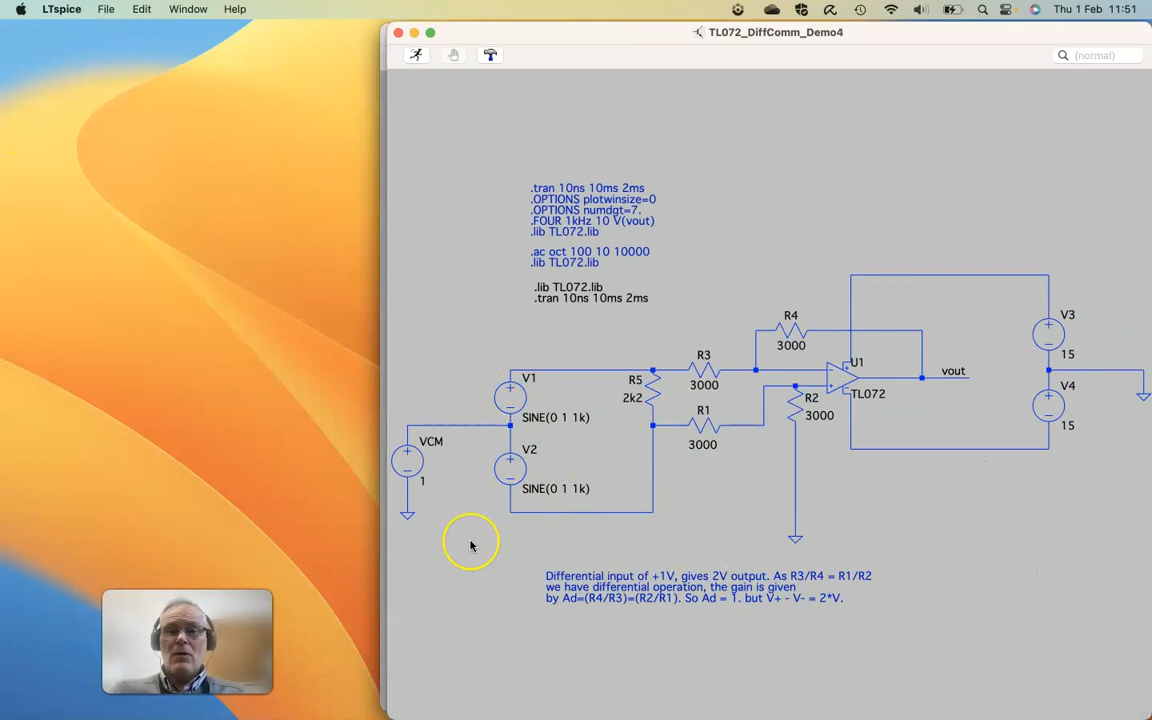 LTspice File Edit Window Help Thu 1 Feb 11:51
TL072_DiffComm_Demo4
(normal)
.tran 10ns 10ms 2ms
.OPTIONS plotwinsize=0
.OPTIONS numdgt=7.
.FOUR 1kHz 10 V(vout)
.lib TL072.lib
.ac oct 100 10 10000
.lib TL072.lib
.lib TL072.lib
.tran 10ns 10ms 2ms
R4
3000
V3
15
R3
3000
U1
TL072
vout
V1
SINE(0 1 1k)
R5
2k2
R2
3000
V4
15
R1
3000
VCM
1
V2
SINE(0 1 1k)
Differential input of +1V, gives 2V output. As R3/R4 = R1/R2
we have differential operation, the gain is given
by Ad=(R4/R3)=(R2/R1). So Ad = 1. but V+ - V- = 2*V.